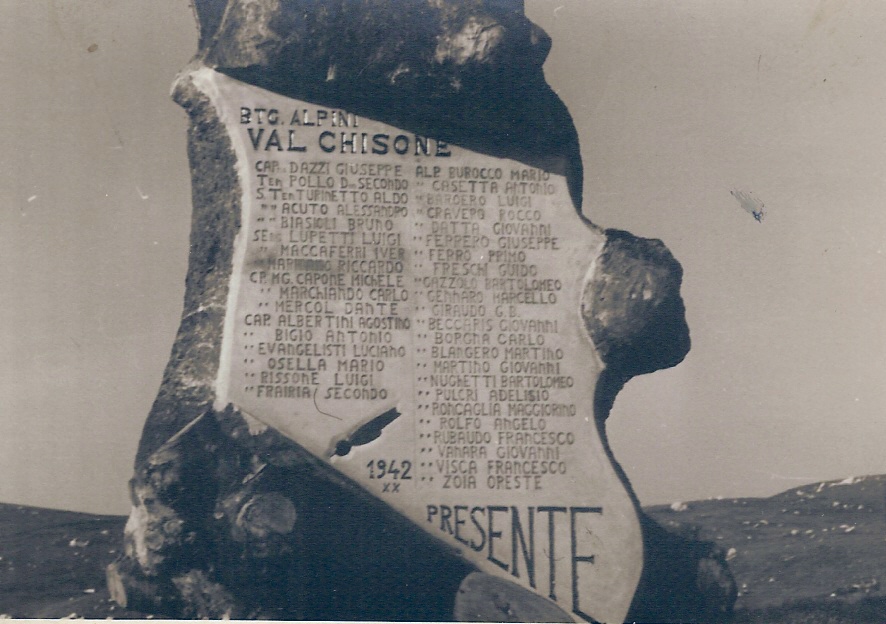 BTG. ALPINI
VAL CHISONE
CAP. DAZZI GIUSEPPE
TEN POLLO D. SECONDO
S. TEN TURINETTO ALDO
" " ACUTO ALESSANDRO
" " BIASIOLI BRUNO
SERG LUPETTI LUIGI
" MACCAFERRI IVER
RICCARDO
CP. MG. CAPONE MICHELE
" MARCHIANDO CARLO
" MERCOL DANTE
CAP. ALBERTINI AGOSTINO
" BIGIO ANTONIO
" EVANGELISTI LUCIANO
" OSELLA MARIO
" RISSONE LUIGI
" FRAIRIA SECONDO
ALP. BUROCCO MARIO
" CASETTA ANTONIO
" BARGERO LUIGI
" CRAVERO ROCCO
" DATTA GIOVANNI
" FERRERO GIUSEPPE
" FERRO PRIMO
" FRESCHI GUIDO
" GAZZOLO BARTOLOMEO
" GENNARO MARCELLO
" GIRAUDO G.B.
" BECCARIS GIOVANNI
" BORGNA CARLO
" BLANGERO MARTINO
" MARTINO GIOVANNI
" NUGHETTI BARTOLOMEO
" PULCRI ADELISIO
" RONCAGLIA MAGGIORINO
" ROLFO ANGELO
" RUBAUDO FRANCESCO
" VANARA GIOVANNI
" VISCA FRANCESCO
" ZOIA ORESTE
1942
XX
PRESENTE